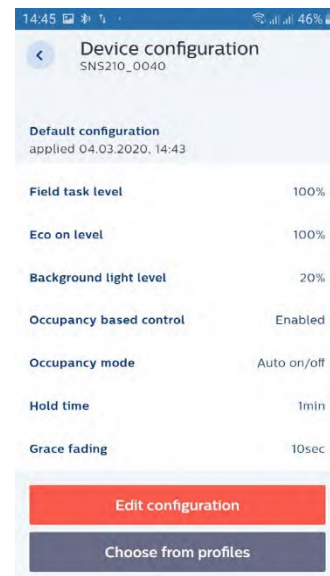 14:45 46%
Device configuration
SNS210_0040
Default configuration
applied 04.03.2020, 14:43
Field task level 100%
Eco on level 100%
Background light level 20%
Occupancy based control Enabled
Occupancy mode Auto on/off
Hold time 1min
Grace fading 10sec
Edit configuration
Choose from profiles